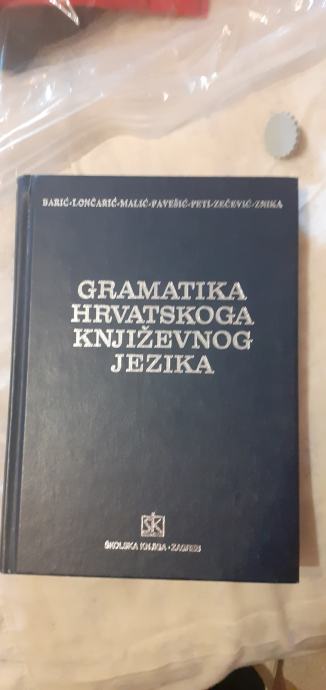 BARIĆ·LONČARIĆ·MALIĆ·PAVEŠIĆ·PETI·ZEČEVIĆ·ZNIKA
GRAMATIKA
HRVATSKOGA
KNJIŽEVNOG
JEZIKA
ŠK
ŠKOLSKA KNJIGA · ZAGREB